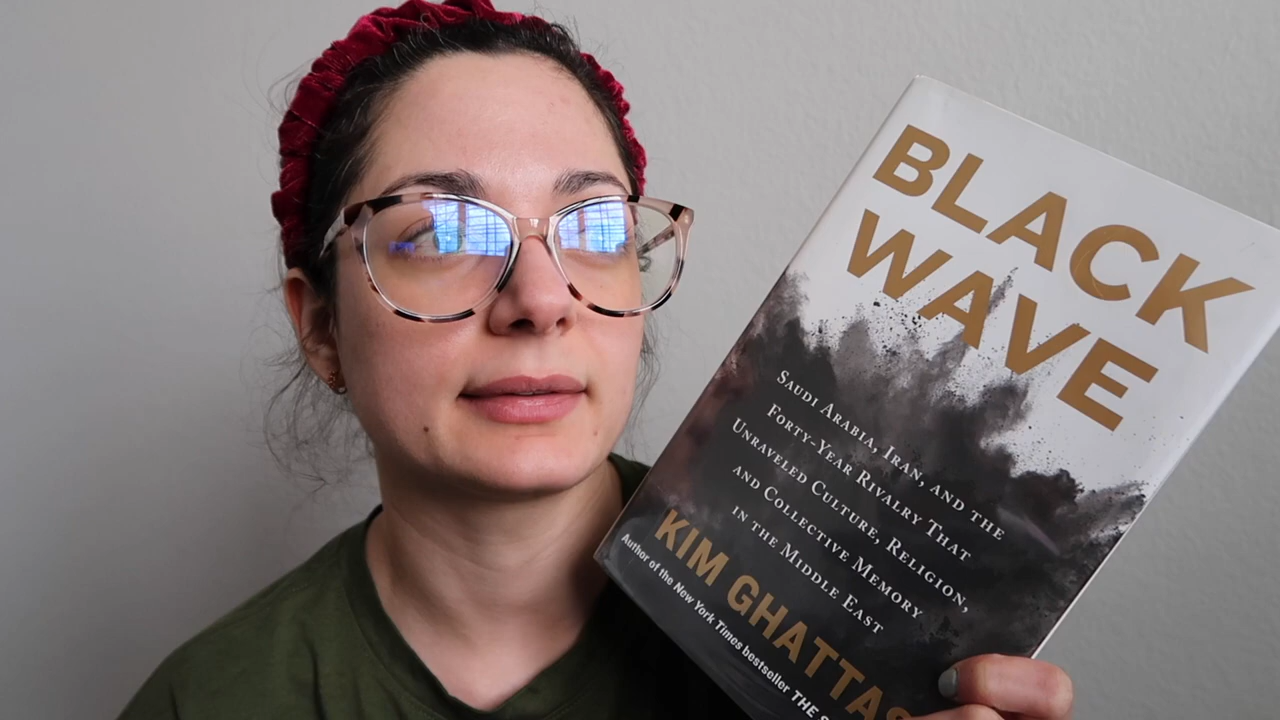 BLACK
WAVE
SAUDI ARABIA, IRAN, AND THE
FORTY-YEAR RIVALRY THAT
UNRAVELED CULTURE, RELIGION,
AND COLLECTIVE MEMORY
IN THE MIDDLE EAST
KIM GHATTAS
Author of the New York Times bestseller THE